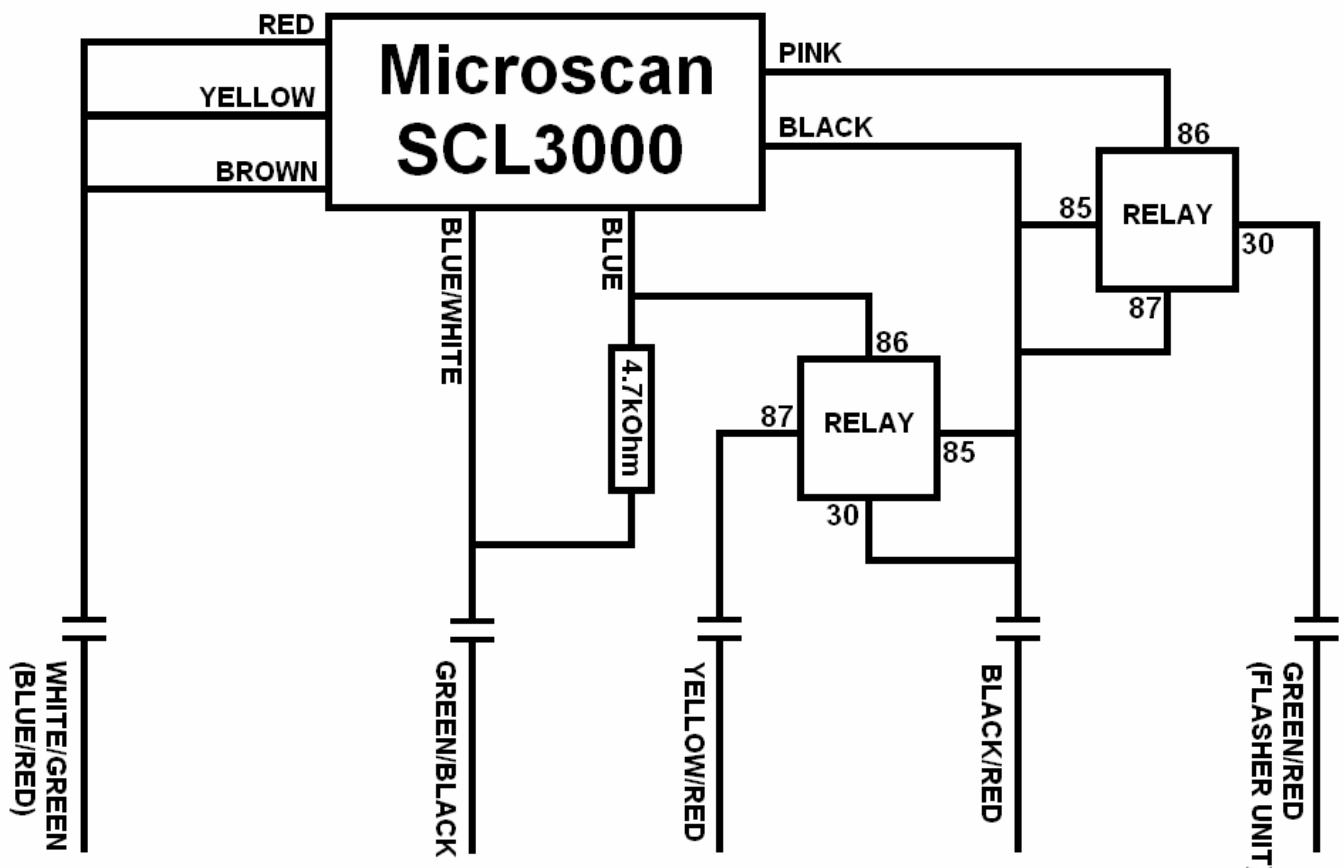 RED
YELLOW
BROWN
Microscan
SCL3000
PINK
BLACK
BLUE/WHITE
BLUE
4.7kOhm
86
85
RELAY
30
87
86
87
RELAY
85
30
WHITE/GREEN
(BLUE/RED)
GREEN/BLACK
YELLOW/RED
BLACK/RED
GREEN/RED
(FLASHER UNIT)